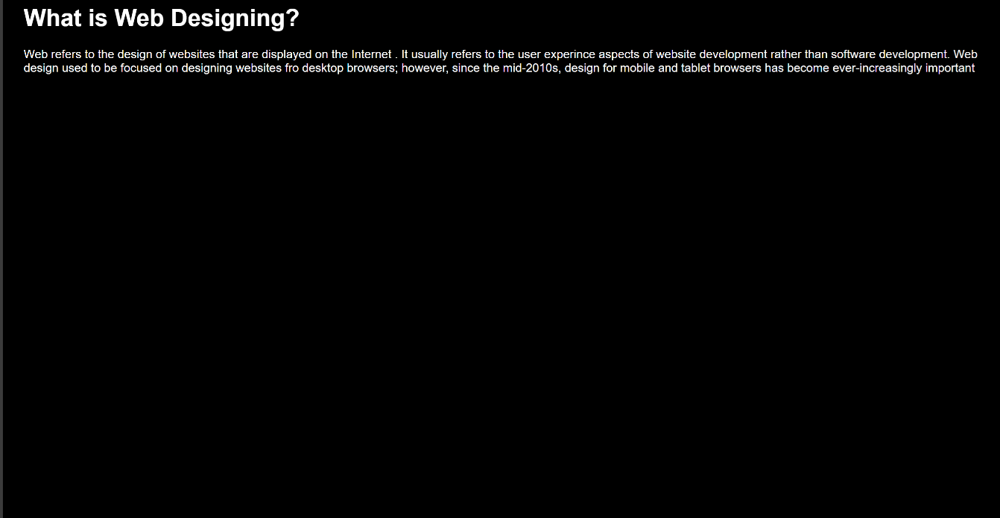 What is Web Designing?
Web refers to the design of websites that are displayed on the Internet . It usually refers to the user experince aspects of website development rather than software development. Web
design used to be focused on designing websites fro desktop browsers; however, since the mid-2010s, design for mobile and tablet browsers has become ever-increasingly important